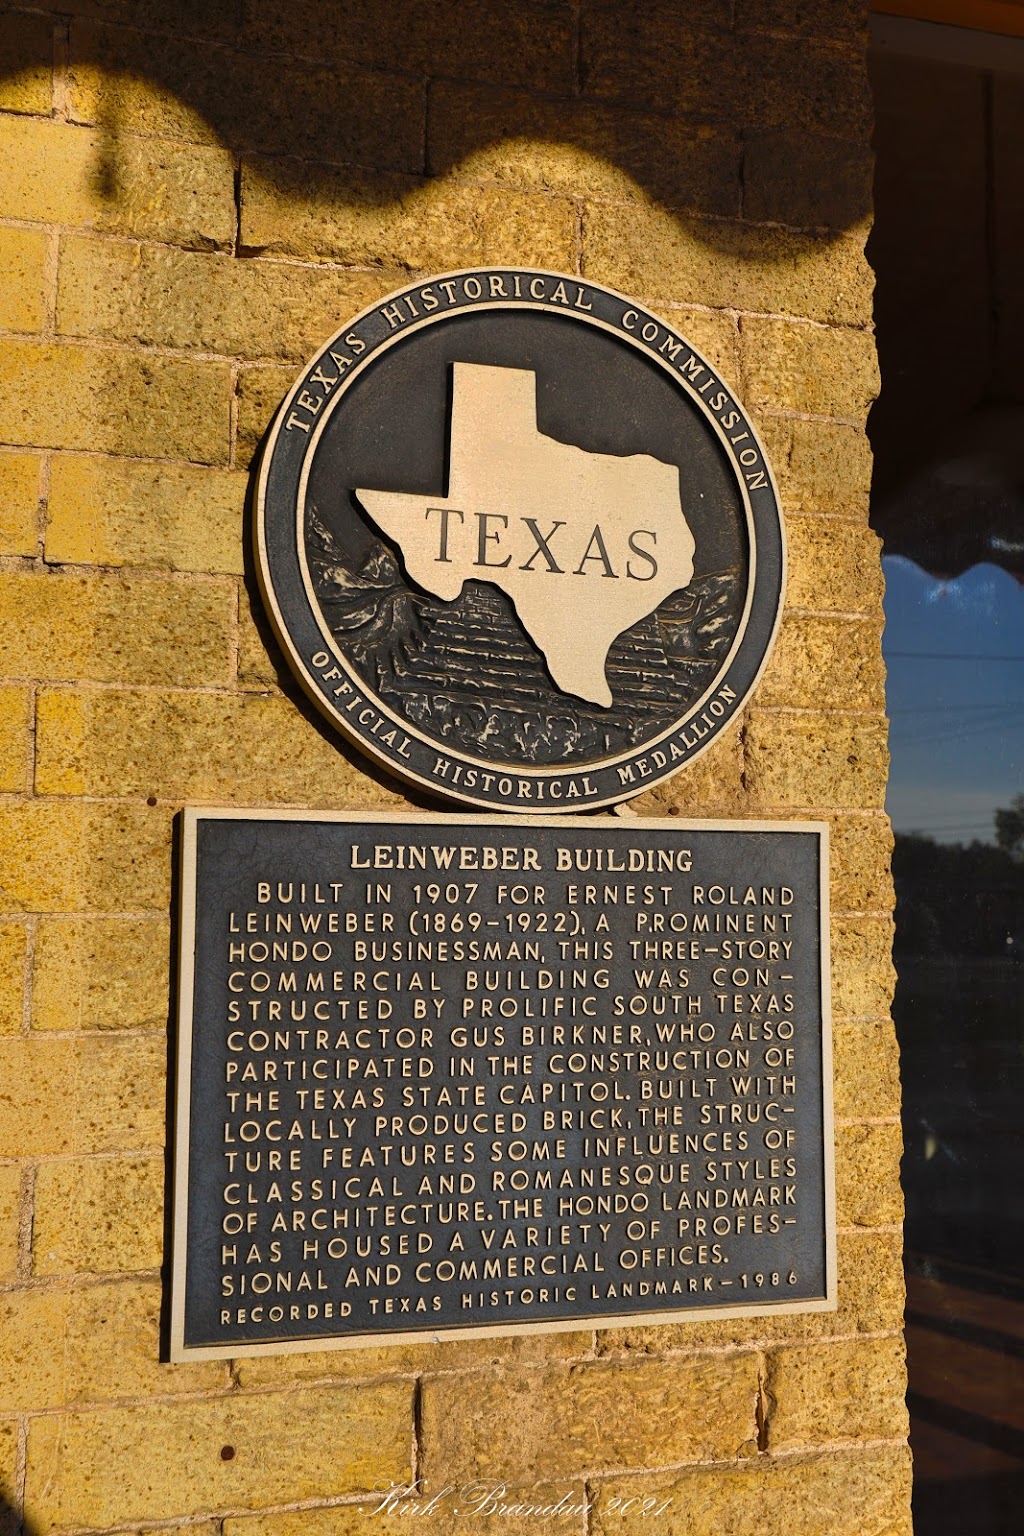 TEXAS HISTORICAL COMMISSION
TEXAS
OFFICIAL HISTORICAL MEDALLION
LEINWEBER BUILDING
BUILT IN 1907 FOR ERNEST ROLAND
LEINWEBER (1869-1922), A PROMINENT
HONDO BUSINESSMAN, THIS THREE-STORY
COMMERCIAL BUILDING WAS CON-
STRUCTED BY PROLIFIC SOUTH TEXAS
CONTRACTOR GUS BIRKNER, WHO ALSO
PARTICIPATED IN THE CONSTRUCTION OF
THE TEXAS STATE CAPITOL. BUILT WITH
LOCALLY PRODUCED BRICK, THE STRUC-
TURE FEATURES SOME INFLUENCES OF
CLASSICAL AND ROMANESQUE STYLES
OF ARCHITECTURE. THE HONDO LANDMARK
HAS HOUSED A VARIETY OF PROFES-
SIONAL AND COMMERCIAL OFFICES.
RECORDED TEXAS HISTORIC LANDMARK-1986
Kirk Brandau 2021